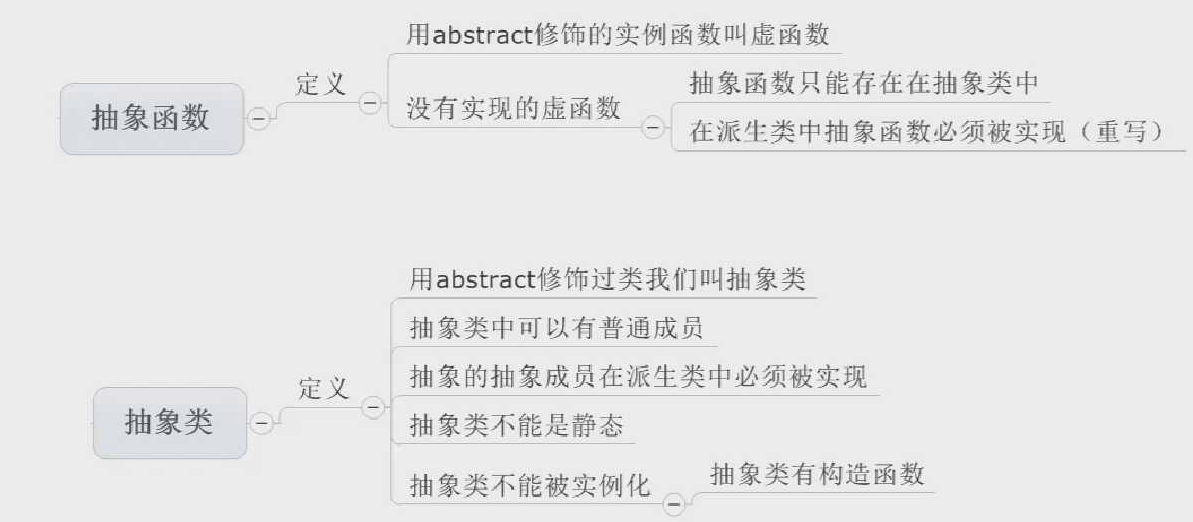 抽象函数
定义
用abstract修饰的实例函数叫虚函数
没有实现的虚函数
抽象函数只能存在在抽象类中
在派生类中抽象函数必须被实现（重写）
抽象类
定义
用abstract修饰过类我们叫抽象类
抽象类中可以有普通成员
抽象的抽象成员在派生类中必须被实现
抽象类不能是静态
抽象类不能被实例化
抽象类有构造函数